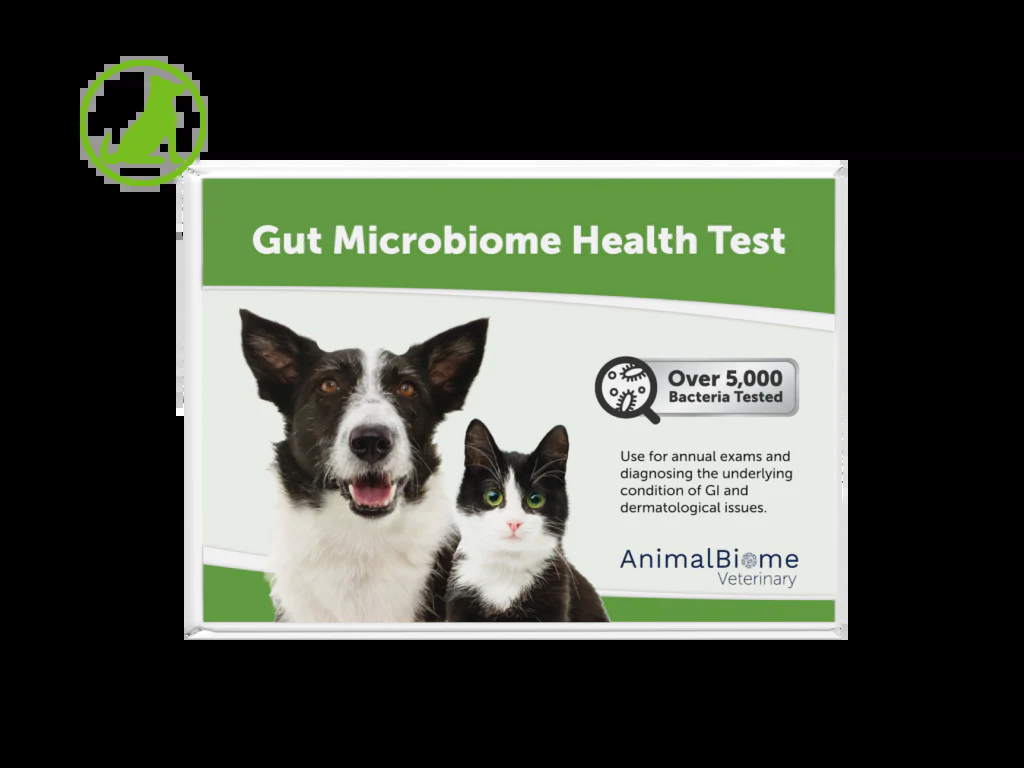 Gut Microbiome Health Test
Over 5,000
Bacteria Tested
Use for annual exams and
diagnosing the underlying
condition of GI and
dermatological issues.
AnimalBiome
Veterinary